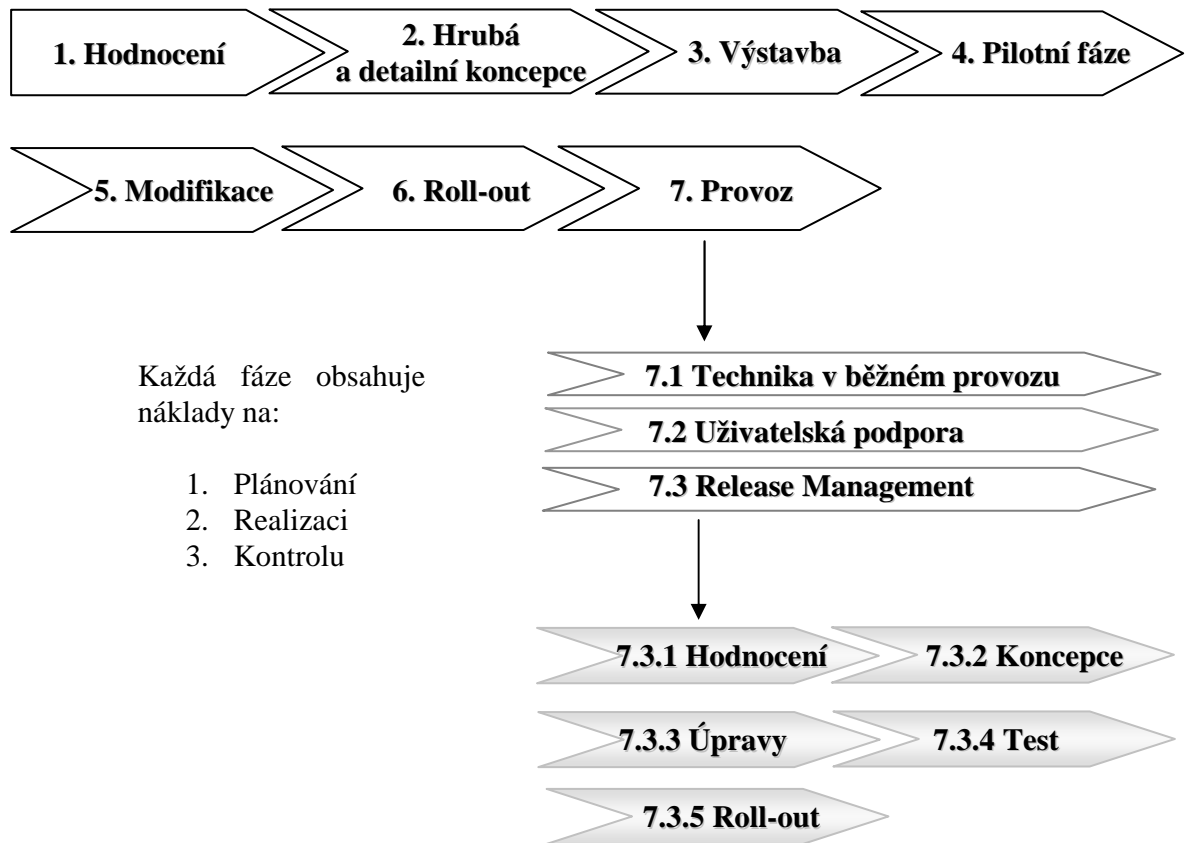 1. Hodnocení
2. Hrubá
a detailní koncepce
3. Výstavba
4. Pilotní fáze
5. Modifikace
6. Roll-out
7. Provoz
Každá fáze obsahuje
náklady na:
1. Plánování
2. Realizaci
3. Kontrolu
7.1 Technika v běžném provozu
7.2 Uživatelská podpora
7.3 Release Management
7.3.1 Hodnocení
7.3.2 Koncepce
7.3.3 Úpravy
7.3.4 Test
7.3.5 Roll-out